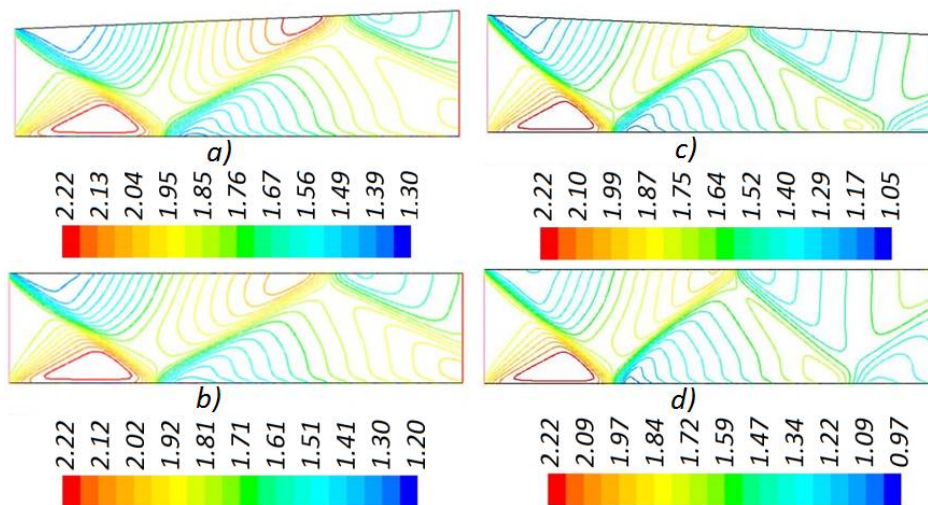 a)
2.22 2.13 2.04 1.95 1.85 1.76 1.67 1.56 1.49 1.39 1.30
c)
2.22 2.10 1.99 1.87 1.75 1.64 1.52 1.40 1.29 1.17 1.05
b)
2.22 2.12 2.02 1.92 1.81 1.71 1.61 1.51 1.41 1.30 1.20
d)
2.22 2.09 1.97 1.84 1.72 1.59 1.47 1.34 1.22 1.09 0.97